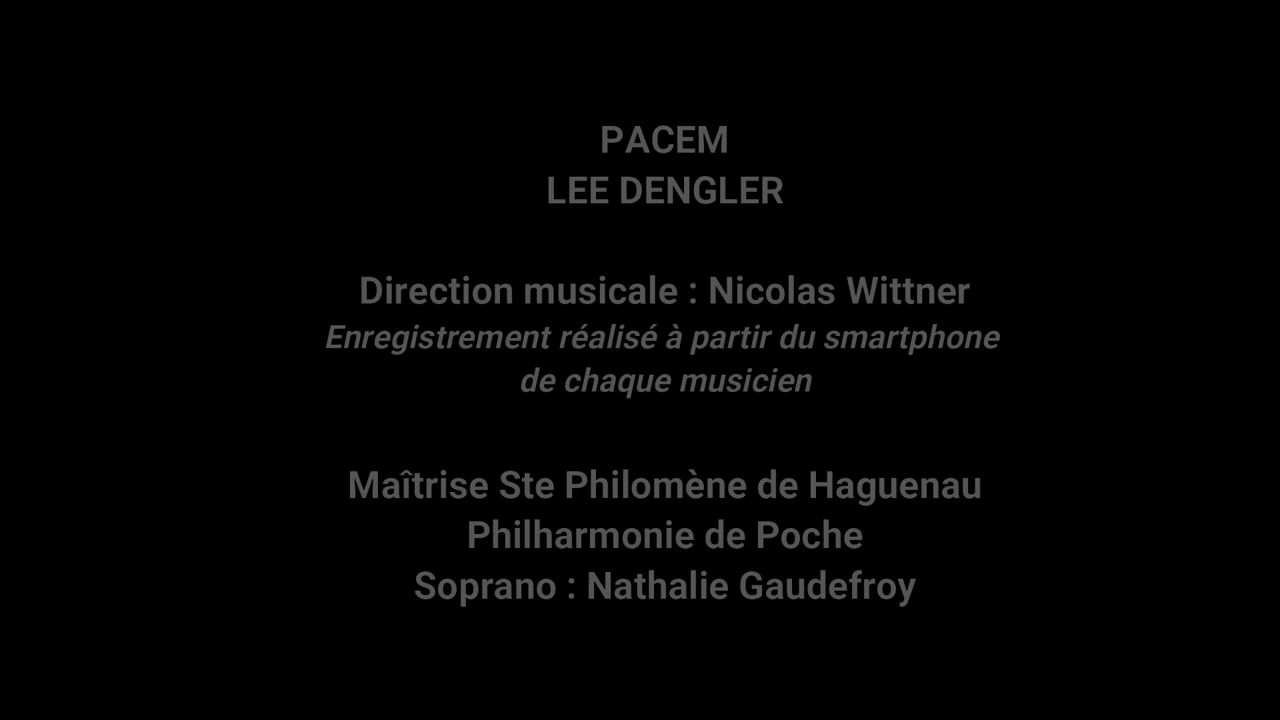 PACEM
LEE DENGLER
Direction musicale : Nicolas Wittner
Enregistrement réalisé à partir du smartphone
de chaque musicien
Maîtrise Ste Philomène de Haguenau
Philharmonie de Poche
Soprano : Nathalie Gaudefroy